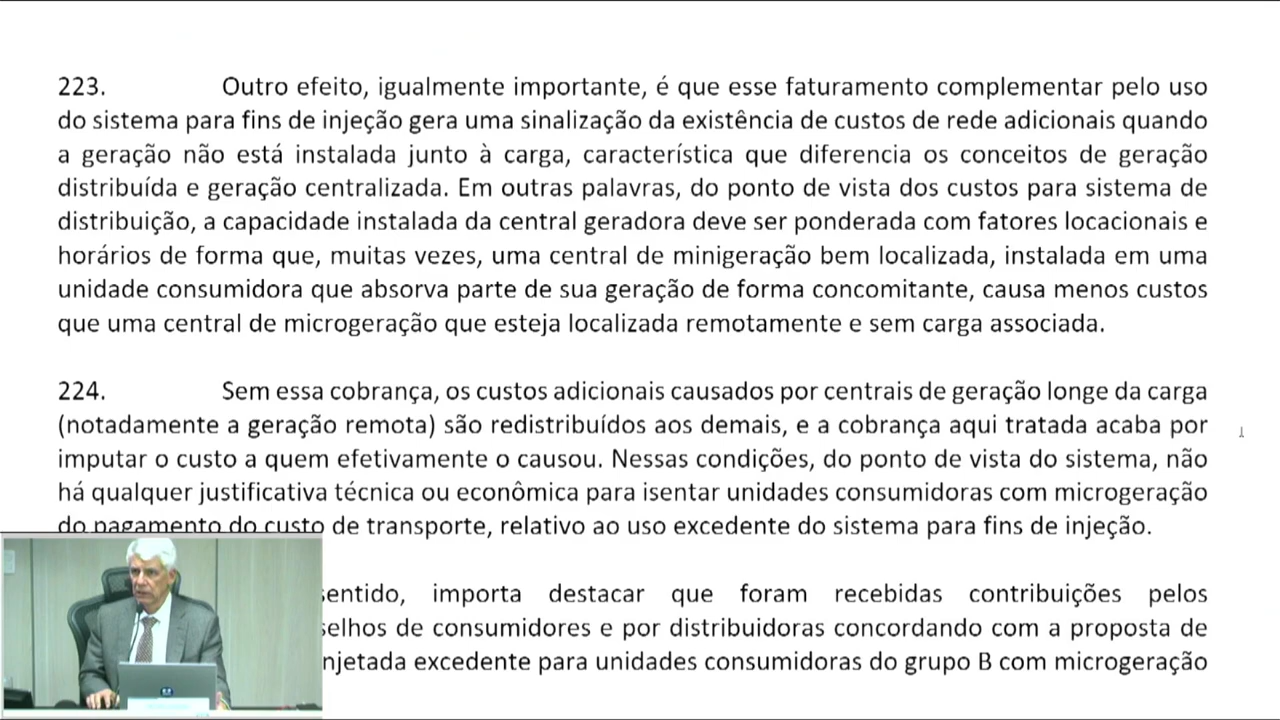 223. Outro efeito, igualmente importante, é que esse faturamento complementar pelo uso
do sistema para fins de injeção gera uma sinalização da existência de custos de rede adicionais quando
a geração não está instalada junto à carga, característica que diferencia os conceitos de geração
distribuída e geração centralizada. Em outras palavras, do ponto de vista dos custos para sistema de
distribuição, a capacidade instalada da central geradora deve ser ponderada com fatores locacionais e
horários de forma que, muitas vezes, uma central de minigeração bem localizada, instalada em uma
unidade consumidora que absorva parte de sua geração de forma concomitante, causa menos custos
que uma central de microgeração que esteja localizada remotamente e sem carga associada.
224. Sem essa cobrança, os custos adicionais causados por centrais de geração longe da carga
(notadamente a geração remota) são redistribuídos aos demais, e a cobrança aqui tratada acaba por
imputar o custo a quem efetivamente o causou. Nessas condições, do ponto de vista do sistema, não
há qualquer justificativa técnica ou econômica para isentar unidades consumidoras com microgeração
do pagamento do custo de transporte, relativo ao uso excedente do sistema para fins de injeção.
sentido, importa destacar que foram recebidas contribuições pelos
selhos de consumidores e por distribuidoras concordando com a proposta de
njetada excedente para unidades consumidoras do grupo B com microgeração